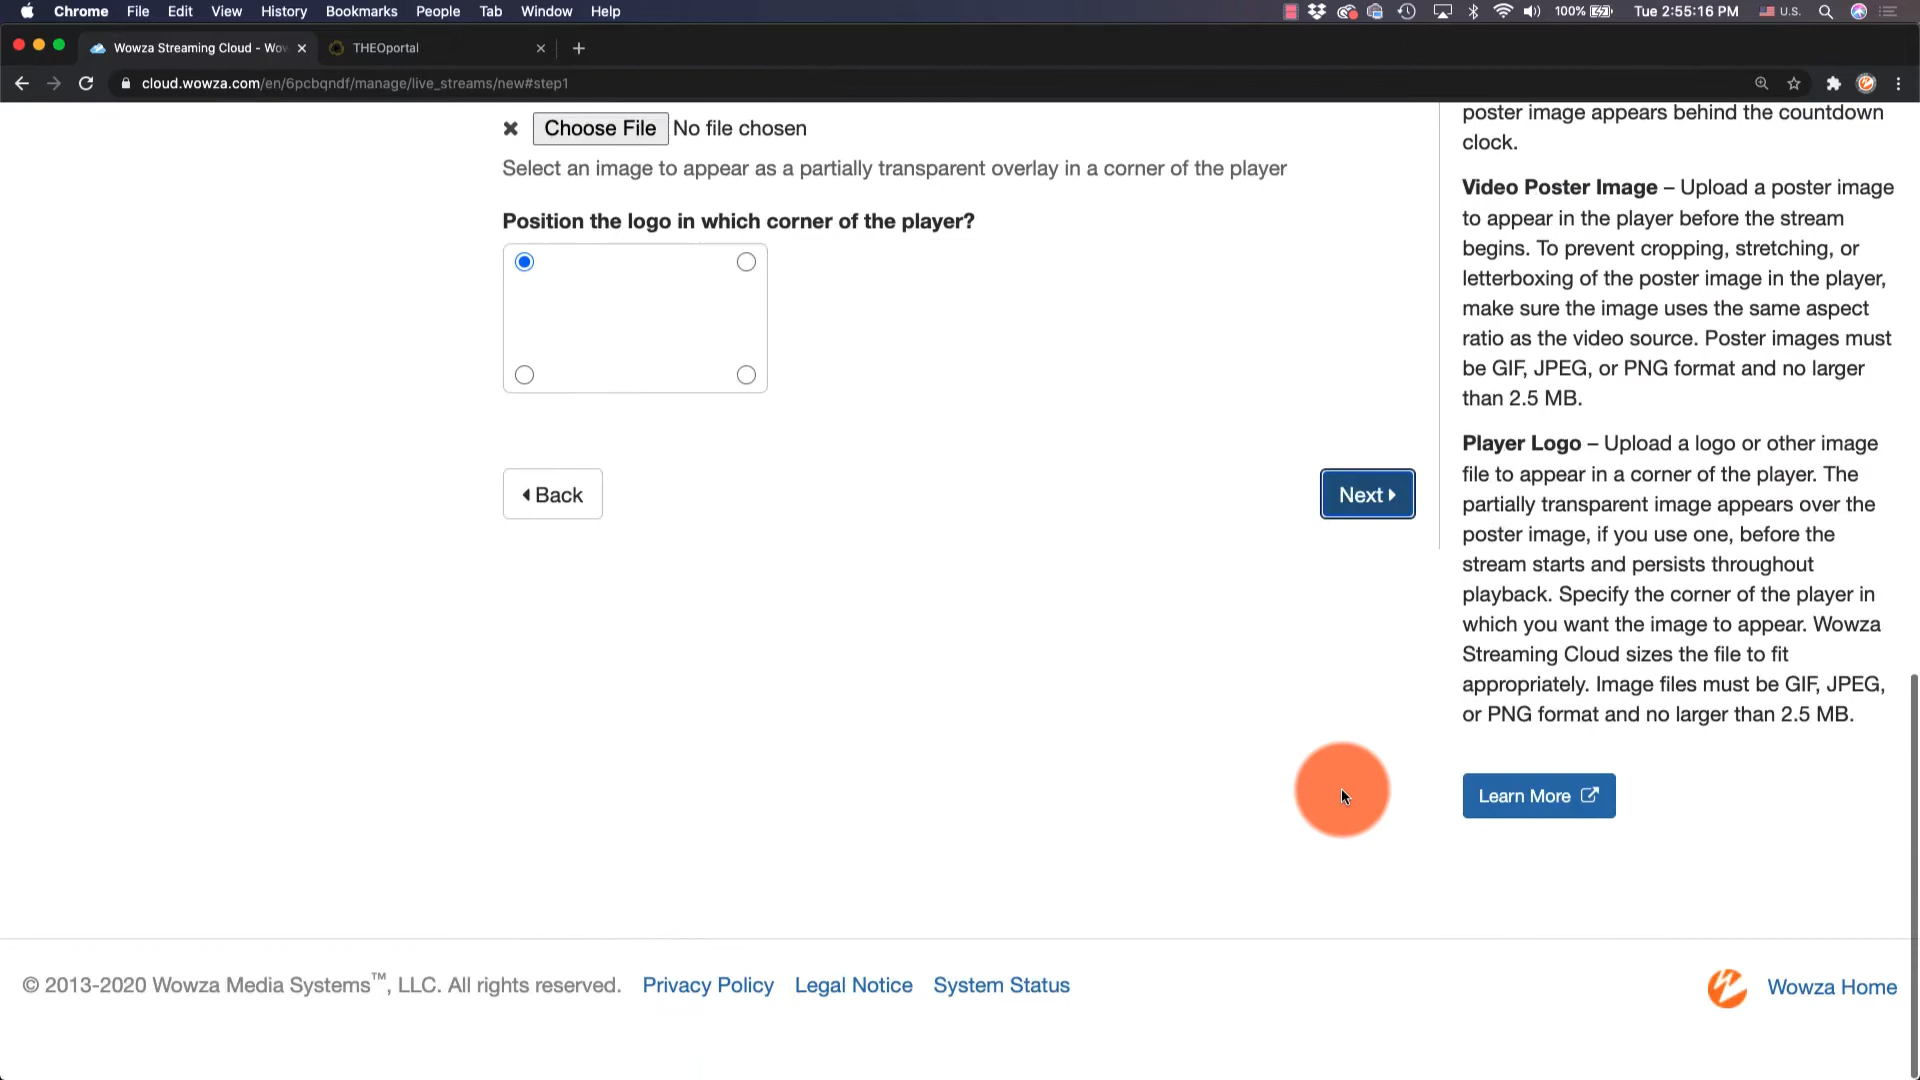 Chrome File Edit View History Bookmarks People Tab Window Help 100% Tue 2:55:16 PM U.S.
Wowza Streaming Cloud - Wow
THEOportal
cloud.wowza.com/en/6pcbqndf/manage/live_streams/new#step1
Choose File No file chosen
Select an image to appear as a partially transparent overlay in a corner of the player
Position the logo in which corner of the player?
Back
Next
poster image appears behind the countdown
clock.
Video Poster Image – Upload a poster image
to appear in the player before the stream
begins. To prevent cropping, stretching, or
letterboxing of the poster image in the player,
make sure the image uses the same aspect
ratio as the video source. Poster images must
be GIF, JPEG, or PNG format and no larger
than 2.5 MB.
Player Logo – Upload a logo or other image
file to appear in a corner of the player. The
partially transparent image appears over the
poster image, if you use one, before the
stream starts and persists throughout
playback. Specify the corner of the player in
which you want the image to appear. Wowza
Streaming Cloud sizes the file to fit
appropriately. Image files must be GIF, JPEG,
or PNG format and no larger than 2.5 MB.
Learn More
© 2013-2020 Wowza Media Systems™, LLC. All rights reserved. Privacy Policy Legal Notice System Status
Wowza Home